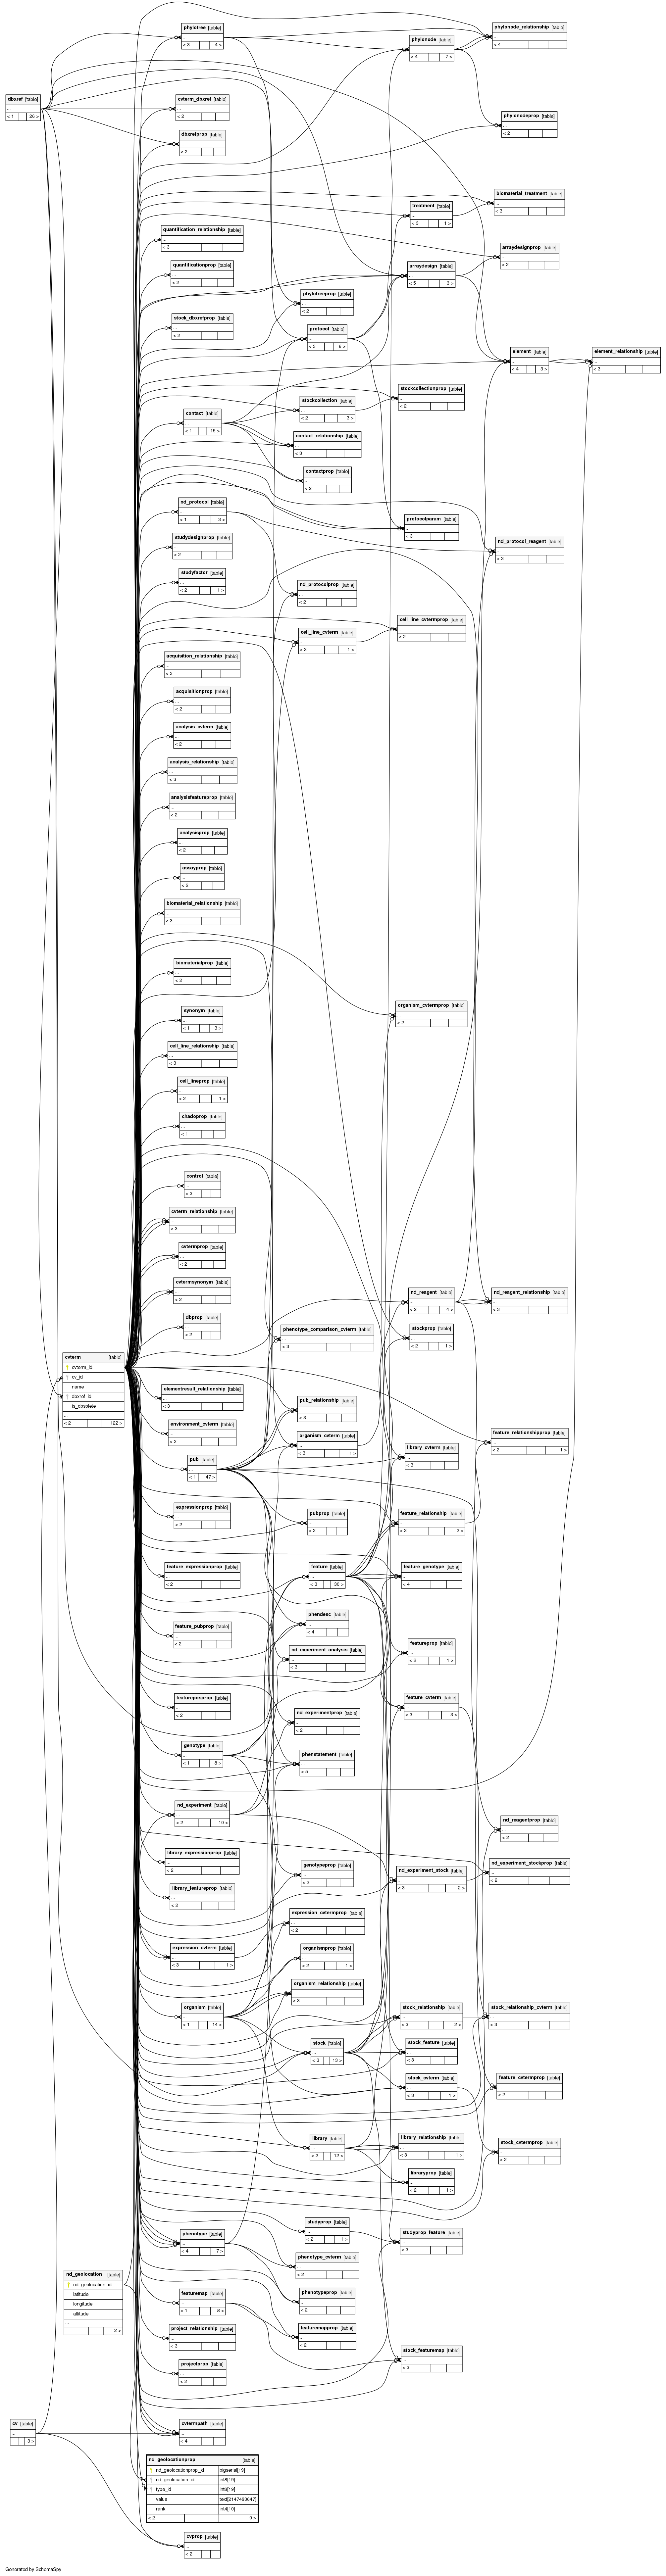 phylotree [table]
...
< 3 4 >
phylonode [table]
...
< 4 7 >
phylonode_relationship [table]
...
< 4
dbxref [table]
...
< 1 26 >
cvterm_dbxref [table]
...
< 2
dbxrefprop [table]
...
< 2
phylonodeprop [table]
...
< 2
treatment [table]
...
< 3 1 >
biomaterial_treatment [table]
...
< 3
quantification_relationship [table]
...
< 3
arraydesignprop [table]
...
< 2
quantificationprop [table]
...
< 2
arraydesign [table]
...
< 5 3 >
phylotreeprop [table]
...
< 2
stock_dbxrefprop [table]
...
< 2
protocol [table]
...
< 3 6 >
element [table]
...
< 4 3 >
element_relationship [table]
...
< 3
stockcollectionprop [table]
...
< 2
stockcollection [table]
...
< 2 3 >
contact [table]
...
< 1 15 >
contact_relationship [table]
...
< 3
contactprop [table]
...
< 2
nd_protocol [table]
...
< 1 3 >
protocolparam [table]
...
< 3
studydesignprop [table]
...
< 2
nd_protocol_reagent [table]
...
< 3
studyfactor [table]
...
< 2 1 >
nd_protocolprop [table]
...
< 2
cell_line_cvtermprop [table]
...
< 2
cell_line_cvterm [table]
...
< 3 1 >
acquisition_relationship [table]
...
< 3
acquisitionprop [table]
...
< 2
analysis_cvterm [table]
...
< 2
analysis_relationship [table]
...
< 3
analysisfeatureprop [table]
...
< 2
analysisprop [table]
...
< 2
assayprop [table]
...
< 2
biomaterial_relationship [table]
...
< 3
biomaterialprop [table]
...
< 2
synonym [table]
...
< 1 3 >
organism_cvtermprop [table]
...
< 2
cell_line_relationship [table]
...
< 3
cell_lineprop [table]
...
< 2 1 >
chadoprop [table]
...
< 1
control [table]
...
< 3
cvterm_relationship [table]
...
< 3
cvtermprop [table]
...
< 2
cvtermsynonym [table]
...
< 2
nd_reagent [table]
...
< 2 4 >
nd_reagent_relationship [table]
...
< 3
dbprop [table]
...
< 2
phenotype_comparison_cvterm [table]
...
< 3
stockprop [table]
...
< 2 1 >
cvterm [table]
cvterm_id
cv_id
name
dbxref_id
is_obsolete
...
< 2 122 >
elementresult_relationship [table]
...
< 3
pub_relationship [table]
...
< 3
environment_cvterm [table]
...
< 2
organism_cvterm [table]
...
< 3 1 >
feature_relationshipprop [table]
...
< 2 1 >
library_cvterm [table]
...
< 3
pub [table]
...
< 1 47 >
expressionprop [table]
...
< 2
pubprop [table]
...
< 2
feature_relationship [table]
...
< 3 2 >
feature_expressionprop [table]
...
< 2
feature [table]
...
< 3 30 >
feature_genotype [table]
...
< 4
phendesc [table]
...
< 4
feature_pubprop [table]
...
< 2
nd_experiment_analysis [table]
...
< 3
featureprop [table]
...
< 2 1 >
featureposprop [table]
...
< 2
feature_cvterm [table]
...
< 3 3 >
nd_experimentprop [table]
...
< 2
genotype [table]
...
< 1 8 >
phenstatement [table]
...
< 5
nd_experiment [table]
...
< 2 10 >
nd_reagentprop [table]
...
< 2
library_expressionprop [table]
...
< 2
genotypeprop [table]
...
< 2
nd_experiment_stock [table]
...
< 3 2 >
nd_experiment_stockprop [table]
...
< 2
library_featureprop [table]
...
< 2
expression_cvtermprop [table]
...
< 2
expression_cvterm [table]
...
< 3 1 >
organismprop [table]
...
< 2 1 >
organism_relationship [table]
...
< 3
organism [table]
...
< 1 14 >
stock_relationship [table]
...
< 3 2 >
stock_relationship_cvterm [table]
...
< 3
stock [table]
...
< 3 13 >
stock_feature [table]
...
< 3
stock_cvterm [table]
...
< 3 1 >
feature_cvtermprop [table]
...
< 2
library [table]
...
< 2 12 >
library_relationship [table]
...
< 3 1 >
stock_cvtermprop [table]
...
< 2
libraryprop [table]
...
< 2 1 >
studyprop [table]
...
< 2 1 >
phenotype [table]
...
< 4 7 >
studyprop_feature [table]
...
< 3
phenotype_cvterm [table]
...
< 2
nd_geolocation [table]
nd_geolocation_id
latitude
longitude
altitude
...
2 >
featuremap [table]
...
< 1 8 >
phenotypeprop [table]
...
< 2
project_relationship [table]
...
< 3
featuremapprop [table]
...
< 2
stock_featuremap [table]
...
< 3
projectprop [table]
...
< 2
cv [table]
...
3 >
cvtermpath [table]
...
< 4
nd_geolocationprop [table]
nd_geolocationprop_id bigserial[19]
nd_geolocation_id int8[19]
type_id int8[19]
value text[2147483647]
rank int4[10]
< 2 0 >
cvprop [table]
...
< 2
Generated by SchemaSpy